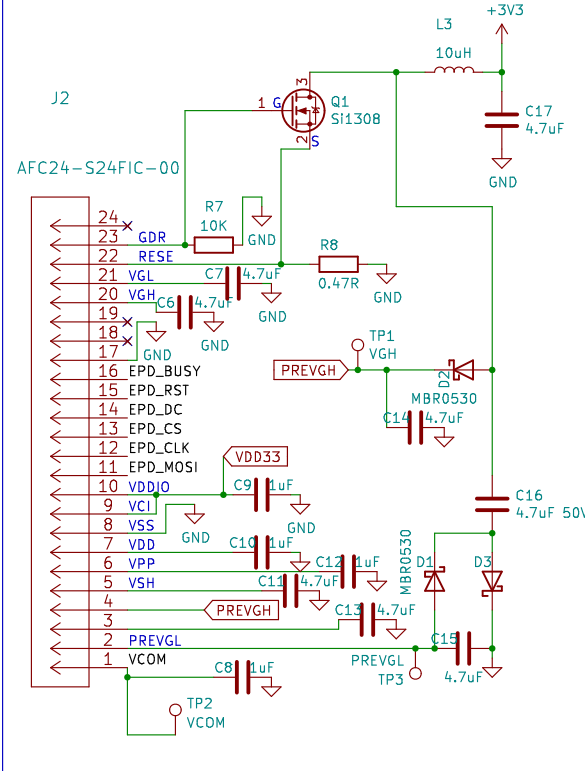 +3V3
L3
10uH
J2
3
1 G
Q1
Si1308
2
S
C17
4.7uF
GND
AFC24-S24FIC-00
R7
10K
GND
24
23 GDR
22 RESE
R8
0.47R
GND
21 VGL
C7 4.7uF
GND
20 VGH
C6 4.7uF
GND
19
18
GND
17
TP1
VGH
PREVGH
D2
MBR0530
C14 4.7uF
16 EPD_BUSY
15 EPD_RST
14 EPD_DC
13 EPD_CS
12 EPD_CLK
11 EPD_MOSI
VDD33
10 VDDIO
C9 1uF
GND
9 VCI
8 VSS
GND
C16
4.7uF 50V
7 VDD
C10 1uF
6 VPP
C12 1uF
5 VSH
C11 4.7uF
MBR0530
D1
D3
4
PREVGH
3
C13 4.7uF
2 PREVGL
C15
4.7uF
PREVGL
TP3
1 VCOM
C8 1uF
TP2
VCOM